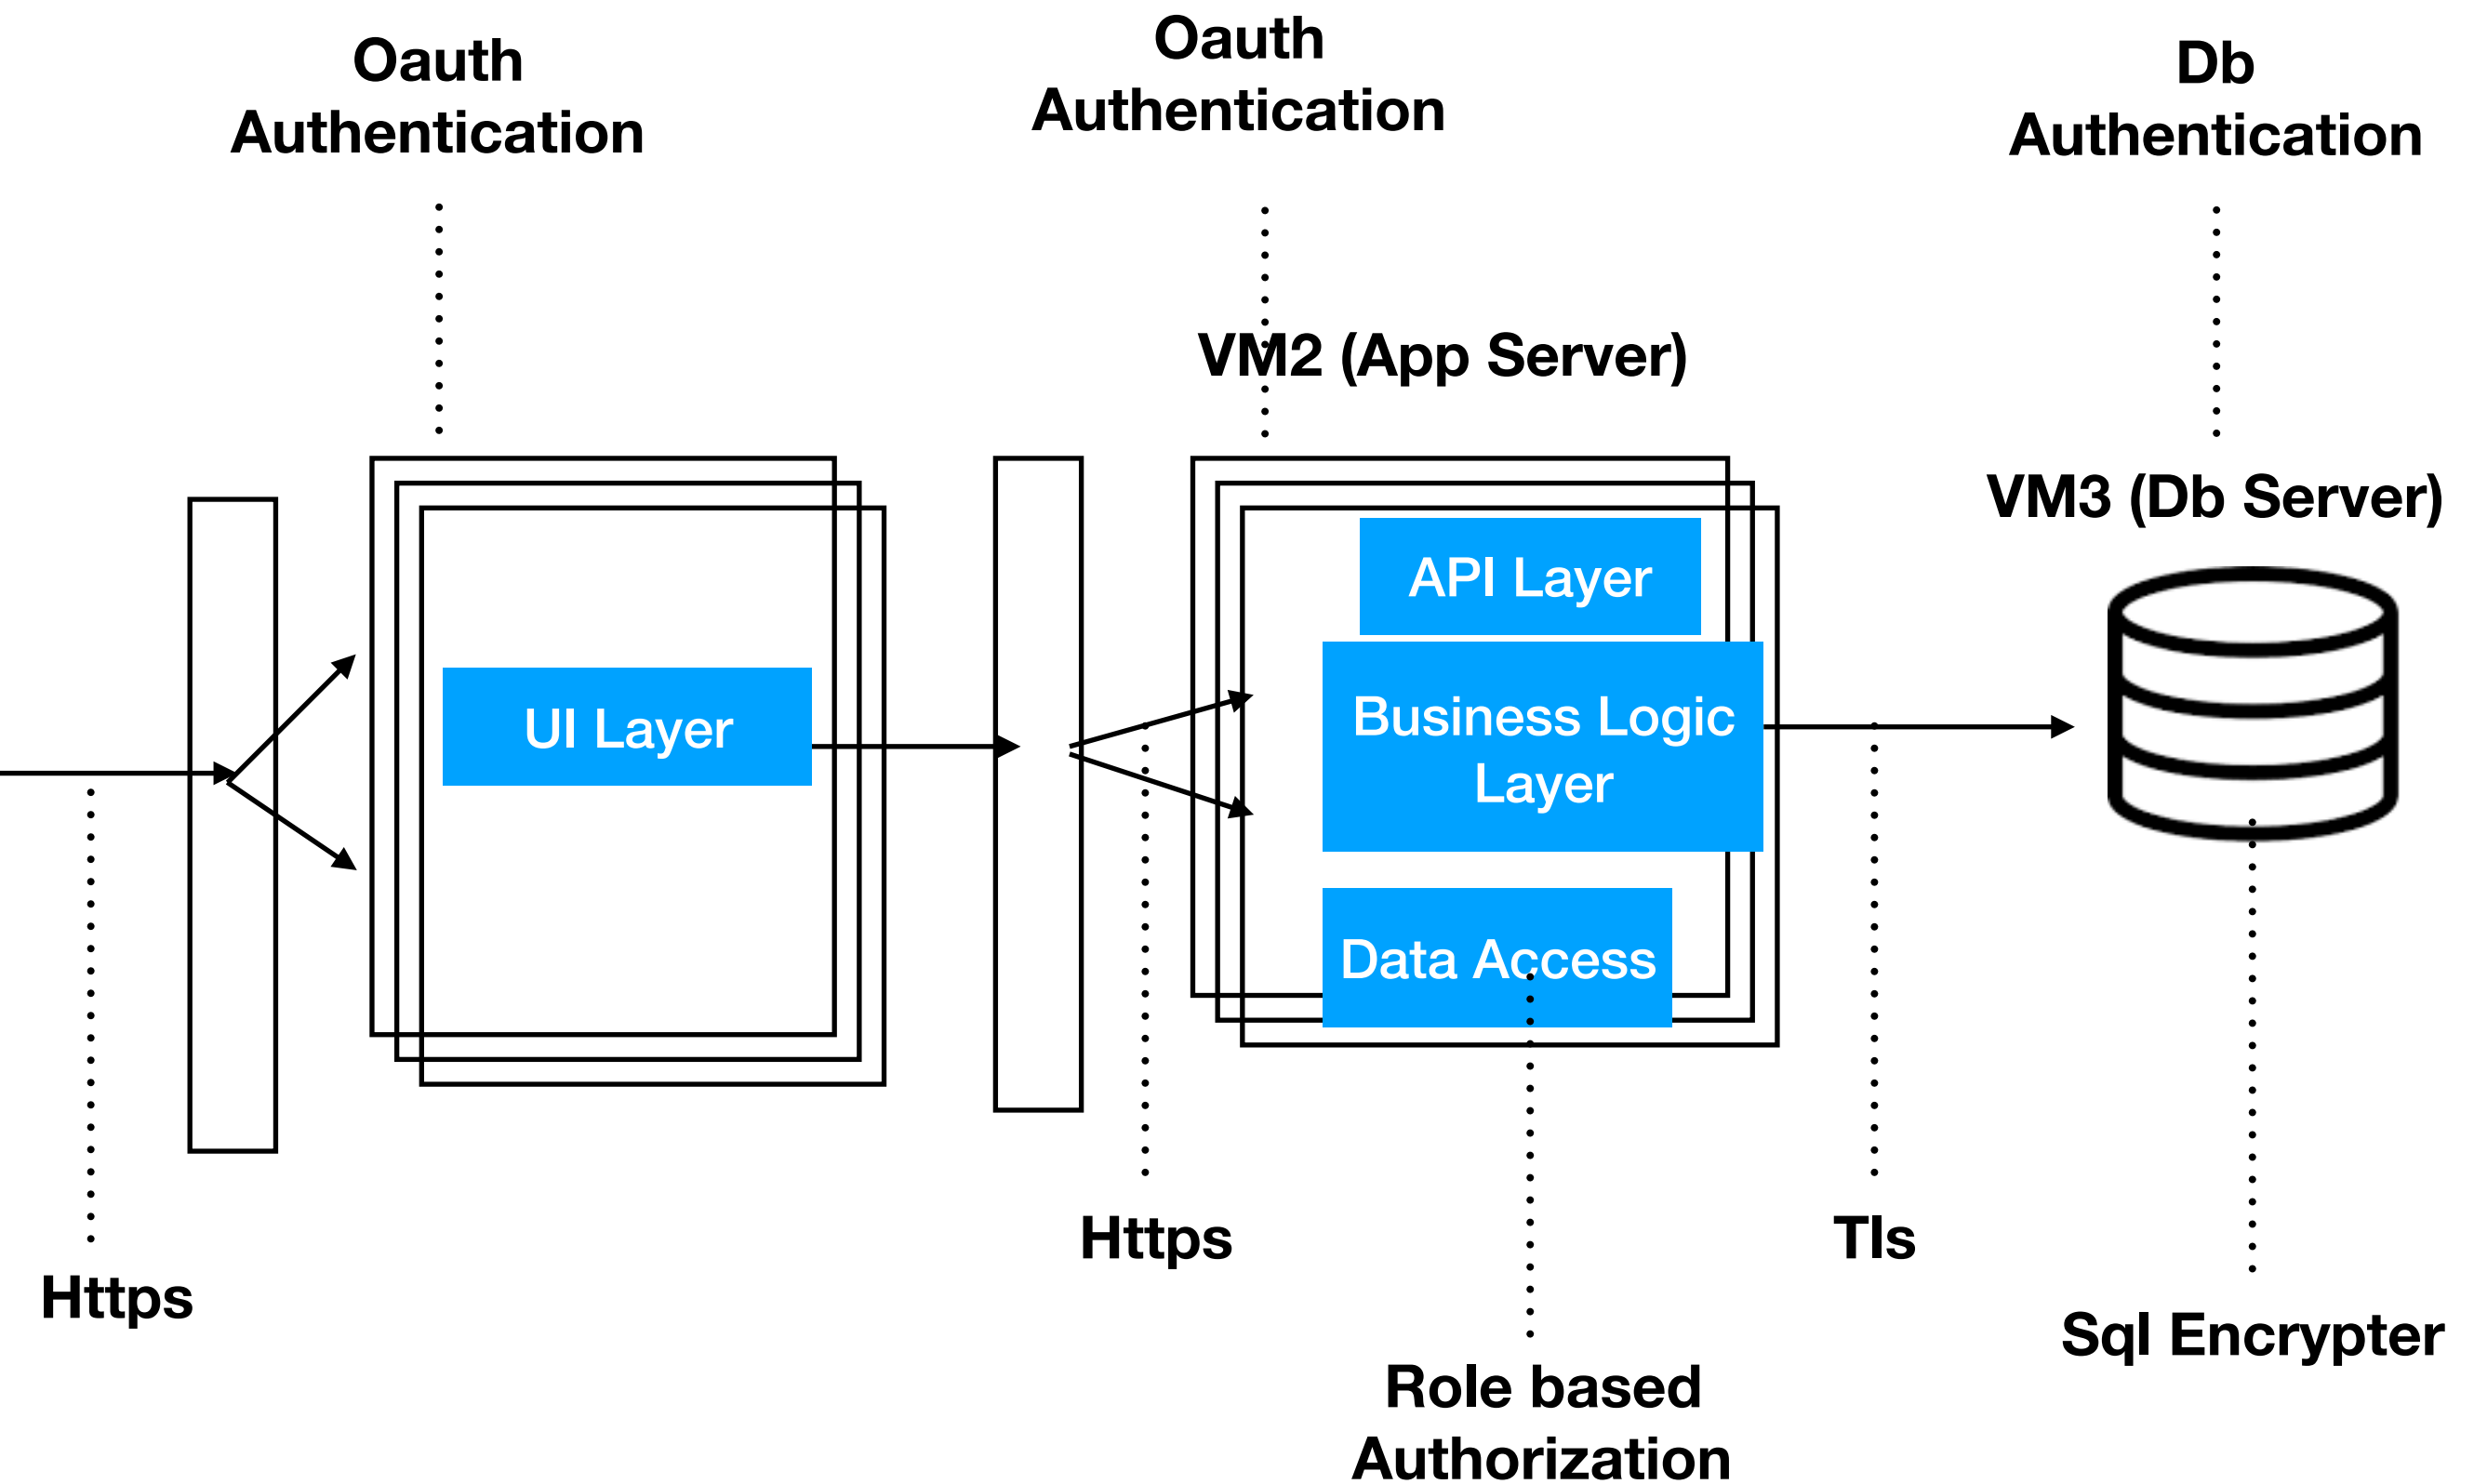 Oauth
Authentication
Oauth
Authentication
Db
Authentication
VM2 (App Server)
VM3 (Db Server)
UI Layer
API Layer
Business Logic
Layer
Data Access
Https
Https
Tls
Sql Encrypter
Role based
Authorization